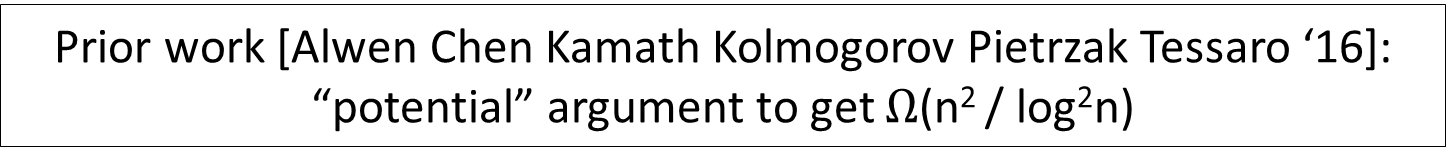 Prior work [Alwen Chen Kamath Kolmogorov Pietrzak Tessaro ‘16]:
“potential” argument to get Ω(n² / log²n)